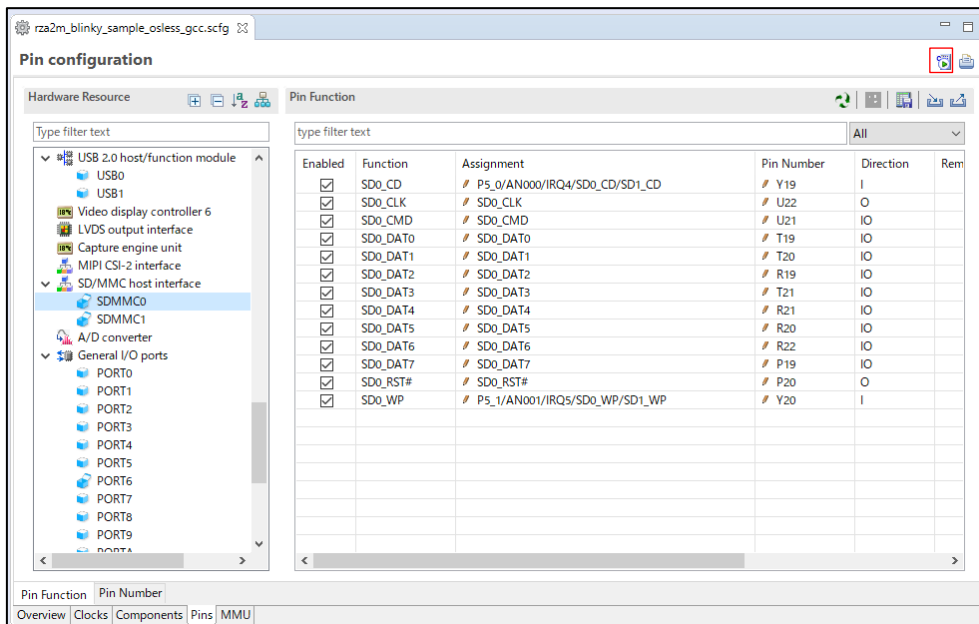 rza2m_blinky_sample_osless_gcc.scfg
Pin configuration
Hardware Resource
Type filter text
USB 2.0 host/function module
USB0
USB1
Video display controller 6
LVDS output interface
Capture engine unit
MIPI CSI-2 interface
SD/MMC host interface
SDMMC0
SDMMC1
A/D converter
General I/O ports
PORT0
PORT1
PORT2
PORT3
PORT4
PORT5
PORT6
PORT7
PORT8
PORT9
PORTA
Pin Function
type filter text All
Enabled Function Assignment Pin Number Direction Rem
SD0_CD P5_0/AN000/IRQ4/SD0_CD/SD1_CD Y19 I
SD0_CLK SD0_CLK U22 O
SD0_CMD SD0_CMD U21 IO
SD0_DAT0 SD0_DAT0 T19 IO
SD0_DAT1 SD0_DAT1 T20 IO
SD0_DAT2 SD0_DAT2 R19 IO
SD0_DAT3 SD0_DAT3 T21 IO
SD0_DAT4 SD0_DAT4 R21 IO
SD0_DAT5 SD0_DAT5 R20 IO
SD0_DAT6 SD0_DAT6 R22 IO
SD0_DAT7 SD0_DAT7 P19 IO
SD0_RST# SD0_RST# P20 O
SD0_WP P5_1/AN001/IRQ5/SD0_WP/SD1_WP Y20 I
Pin Function Pin Number
Overview Clocks Components Pins MMU